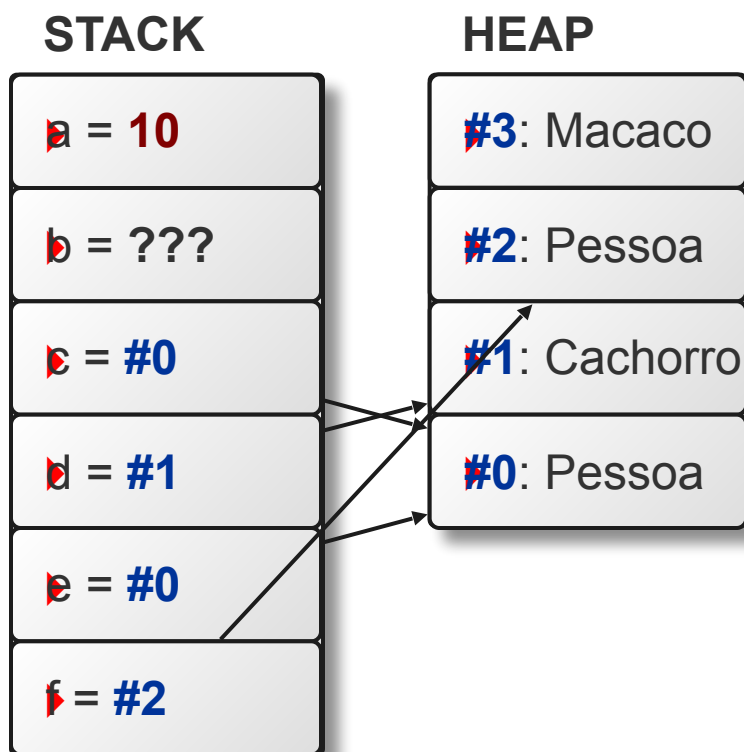 STACK
a = 10
b = ???
c = #0
d = #1
e = #0
f = #2
HEAP
#3: Macaco
#2: Pessoa
#1: Cachorro
#0: Pessoa